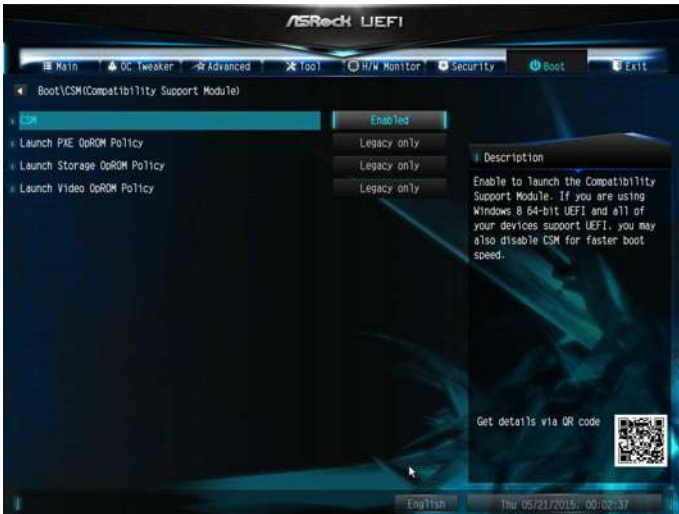 ASRock UEFI
Main OC Tweaker Advanced Tool H/W Monitor Security Boot Exit
Boot\CSM(Compatibility Support Module)
CSM Enabled
Launch PXE OpROM Policy Legacy only
Launch Storage OpROM Policy Legacy only
Launch Video OpROM Policy Legacy only
Description
Enable to launch the Compatibility
Support Module. If you are using
Windows 8 64-bit UEFI and all of
your devices support UEFI, you may
also disable CSM for faster boot
speed.
Get details via QR code
English Thu 05/21/2015, 00:02:37